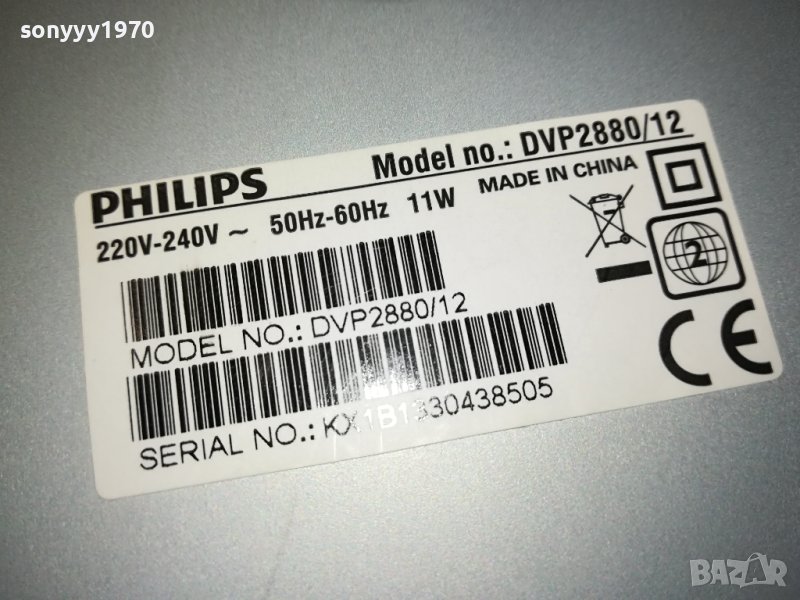 sonyyy1970
PHILIPS Model no.: DVP2880/12
220V-240V ~ 50Hz-60Hz 11W MADE IN CHINA
2
MODEL NO.: DVP2880/12
SERIAL NO.: KX1B1330438505
CE
BAZAR